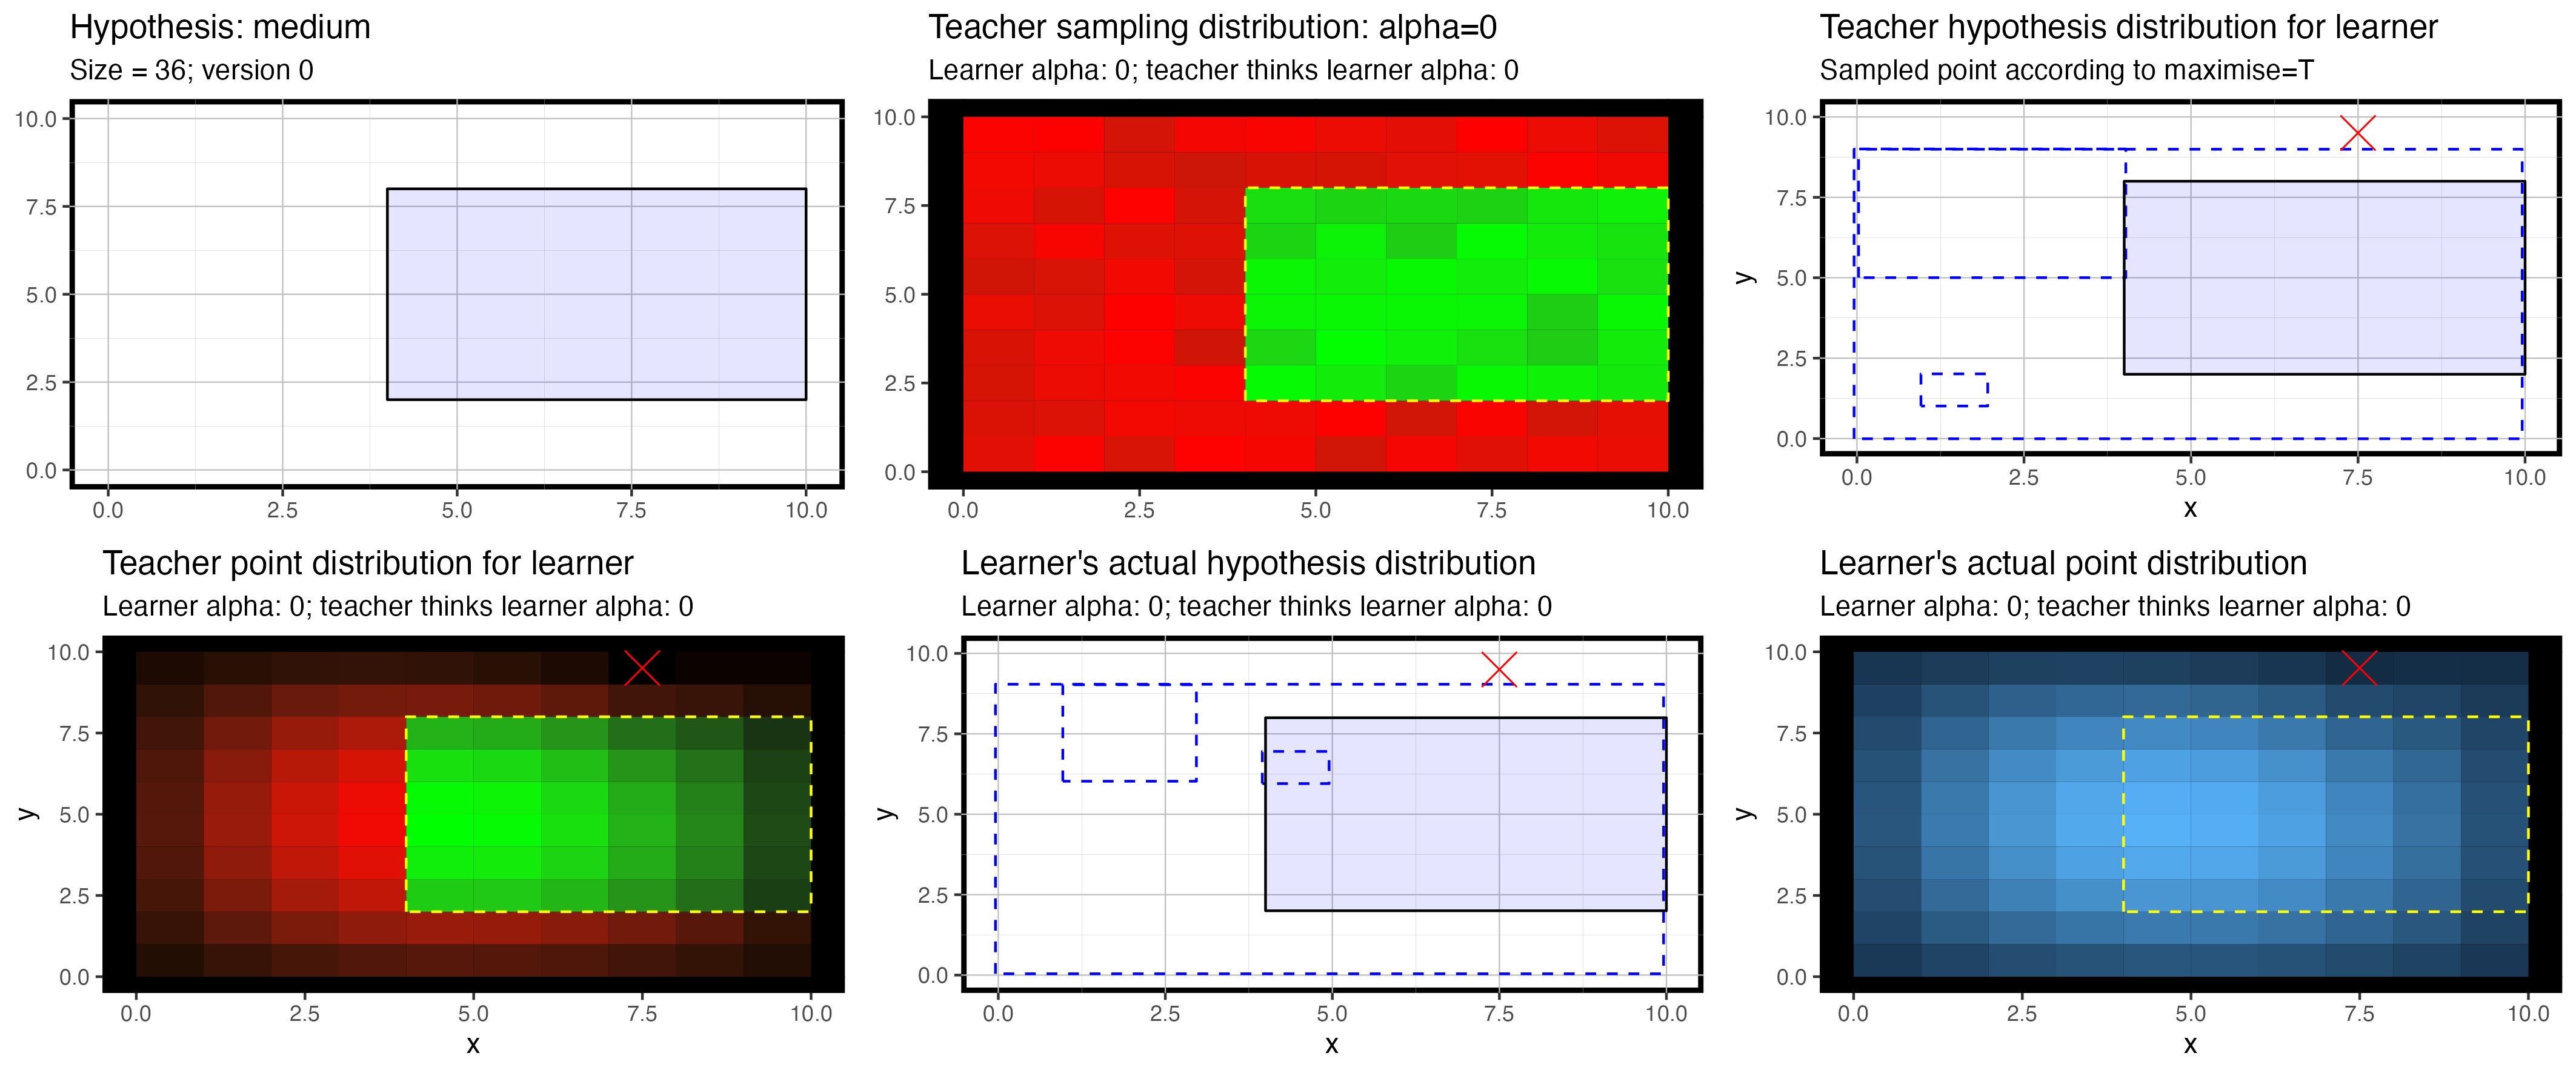 Hypothesis: medium
Size = 36; version 0
10.0
7.5
5.0
2.5
0.0
0.0 2.5 5.0 7.5 10.0
Teacher sampling distribution: alpha=0
Learner alpha: 0; teacher thinks learner alpha: 0
10.0
7.5
5.0
2.5
0.0
0.0 2.5 5.0 7.5 10.0
Teacher hypothesis distribution for learner
Sampled point according to maximise=T
10.0
7.5
y
5.0
2.5
0.0
0.0 2.5 5.0 7.5 10.0
x
Teacher point distribution for learner
Learner alpha: 0; teacher thinks learner alpha: 0
10.0
7.5
y
5.0
2.5
0.0
0.0 2.5 5.0 7.5 10.0
x
Learner's actual hypothesis distribution
Learner alpha: 0; teacher thinks learner alpha: 0
10.0
7.5
y
5.0
2.5
0.0
0.0 2.5 5.0 7.5 10.0
x
Learner's actual point distribution
Learner alpha: 0; teacher thinks learner alpha: 0
10.0
7.5
y
5.0
2.5
0.0
0.0 2.5 5.0 7.5 10.0
x